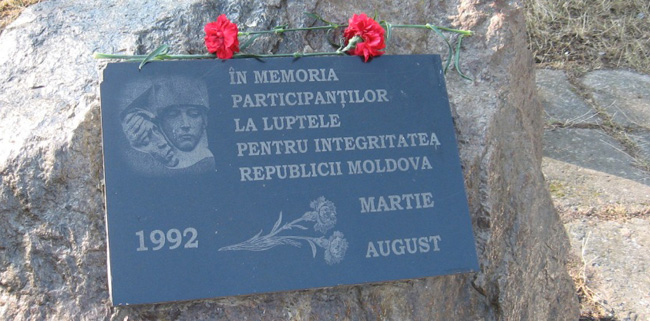 ÎN MEMORIA
PARTICIPANȚILOR
LA LUPTELE
PENTRU INTEGRITATEA
REPUBLICII MOLDOVA
MARTIE
1992
AUGUST